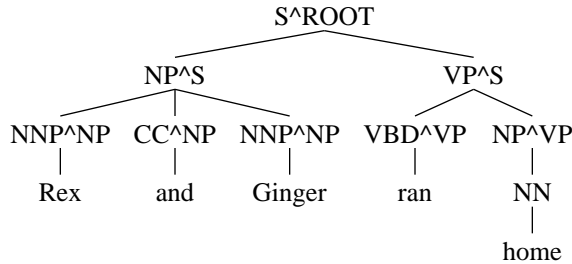 S^ROOT
NP^S VP^S
NNP^NP CC^NP NNP^NP VBD^VP NP^VP
Rex and Ginger ran NN
home